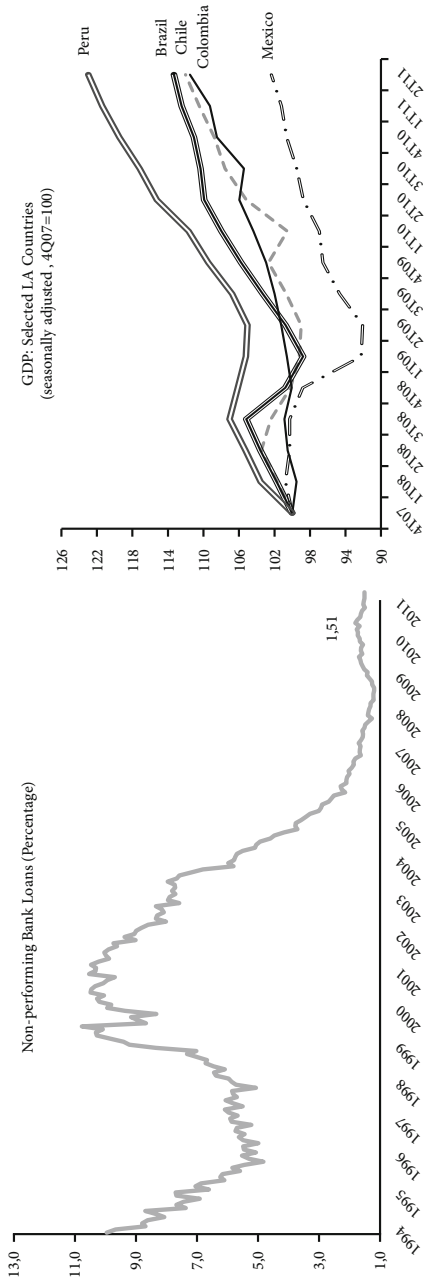 Non-performing Bank Loans (Percentage)
13,0
11,0
9,0
7,0
5,0
3,0
1,0
1,51
1994
1995
1996
1997
1998
1999
2000
2001
2002
2003
2004
2005
2006
2007
2008
2009
2010
2011
GDP: Selected LA Countries
(seasonally adjusted , 4Q07=100)
126
122
118
114
110
106
102
98
94
90
Peru
Brazil
Chile
Colombia
Mexico
4T07
1T08
2T08
3T08
4T08
1T09
2T09
3T09
4T09
1T10
2T10
3T10
4T10
1T11
2T11